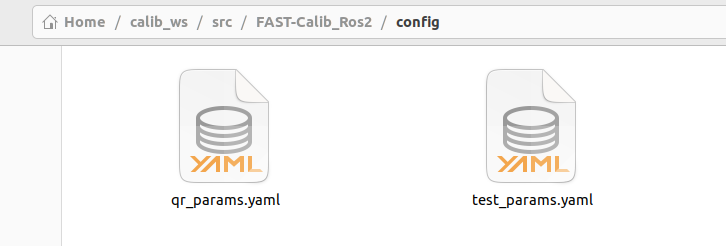 Home / calib_ws / src / FAST-Calib_Ros2 / config
YAML YAML
qr_params.yaml test_params.yaml